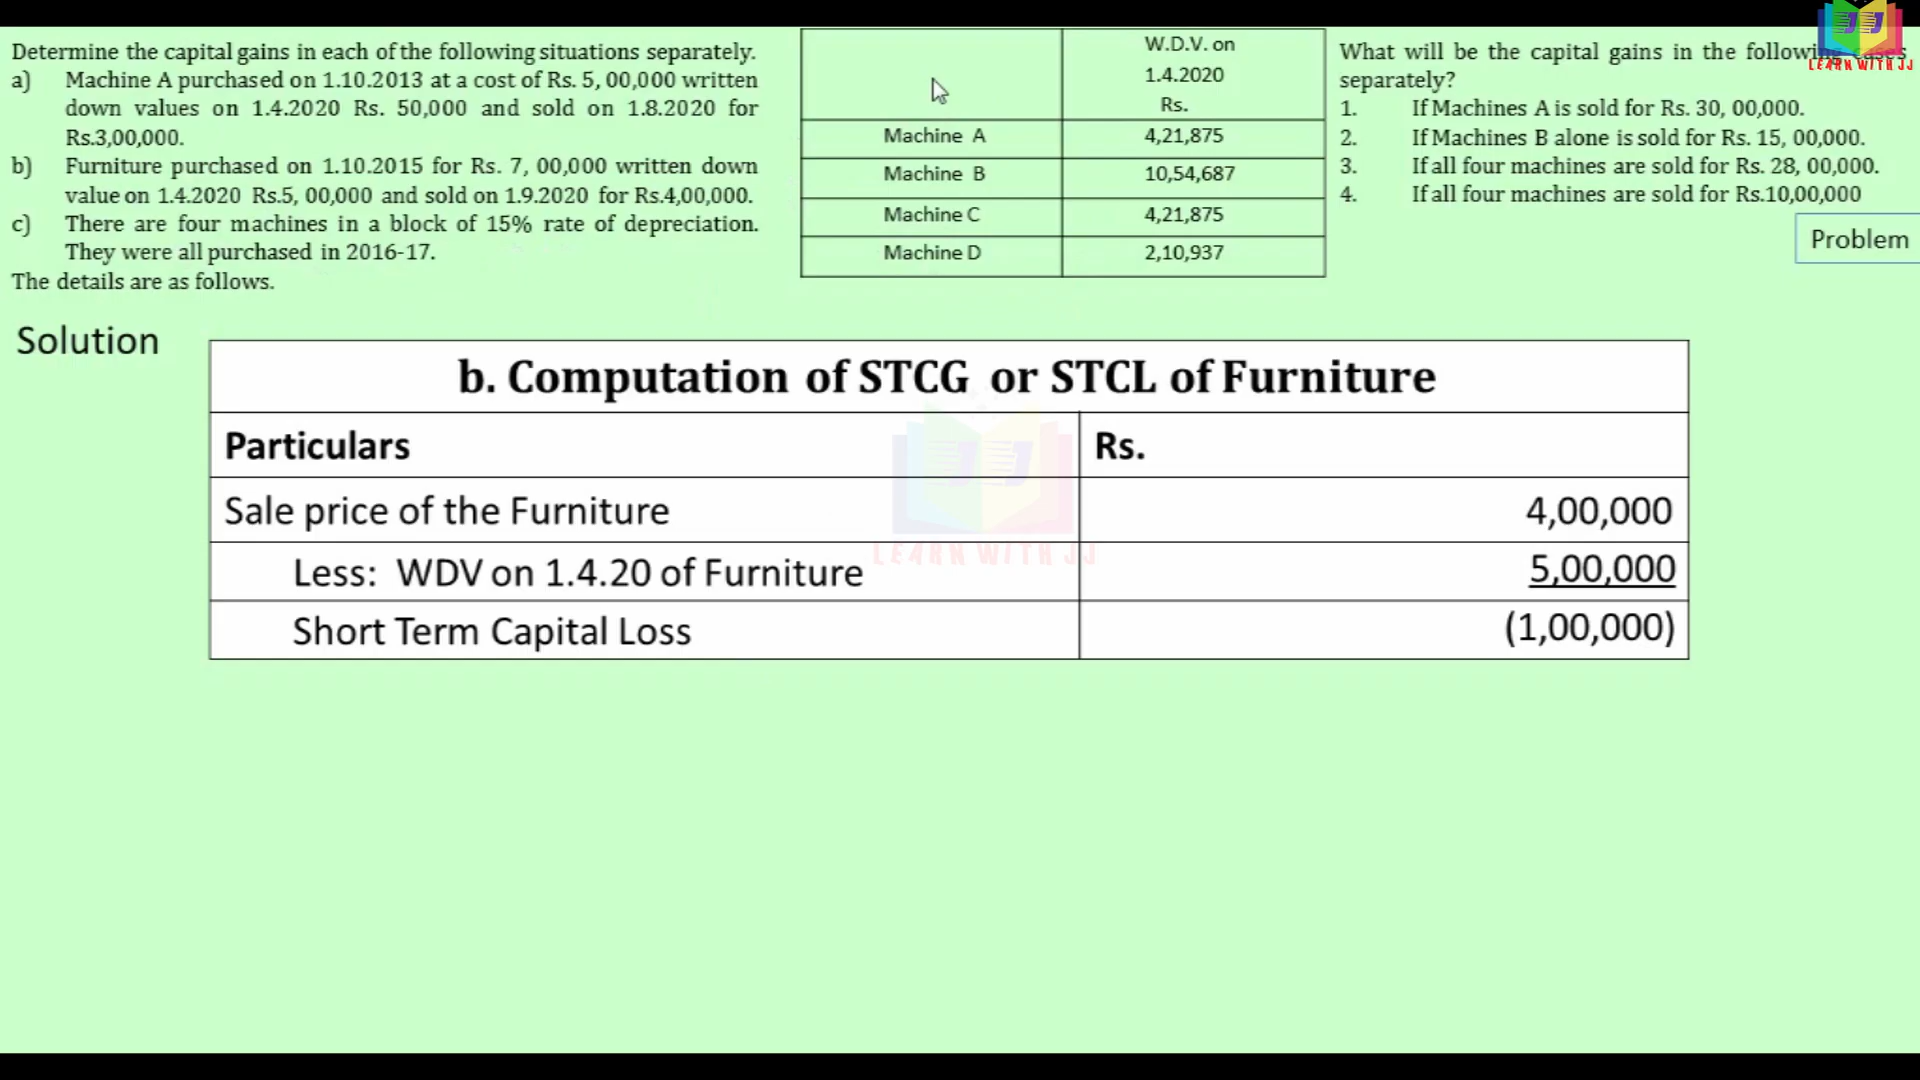 Determine the capital gains in each of the following situations separately.
a) Machine A purchased on 1.10.2013 at a cost of Rs. 5, 00,000 written
down values on 1.4.2020 Rs. 50,000 and sold on 1.8.2020 for
Rs.3,00,000.
b) Furniture purchased on 1.10.2015 for Rs. 7, 00,000 written down
value on 1.4.2020 Rs.5, 00,000 and sold on 1.9.2020 for Rs.4,00,000.
c) There are four machines in a block of 15% rate of depreciation.
They were all purchased in 2016-17.
The details are as follows.
W.D.V. on
1.4.2020
Rs.
Machine A 4,21,875
Machine B 10,54,687
Machine C 4,21,875
Machine D 2,10,937
What will be the capital gains in the following cases
separately?
1. If Machines A is sold for Rs. 30, 00,000.
2. If Machines B alone is sold for Rs. 15, 00,000.
3. If all four machines are sold for Rs. 28, 00,000.
4. If all four machines are sold for Rs.10,00,000
JJ
LEARN WITH JJ
Problem
Solution
b. Computation of STCG or STCL of Furniture
Particulars Rs.
Sale price of the Furniture 4,00,000
Less: WDV on 1.4.20 of Furniture 5,00,000
Short Term Capital Loss (1,00,000)
JJ
LEARN WITH JJ